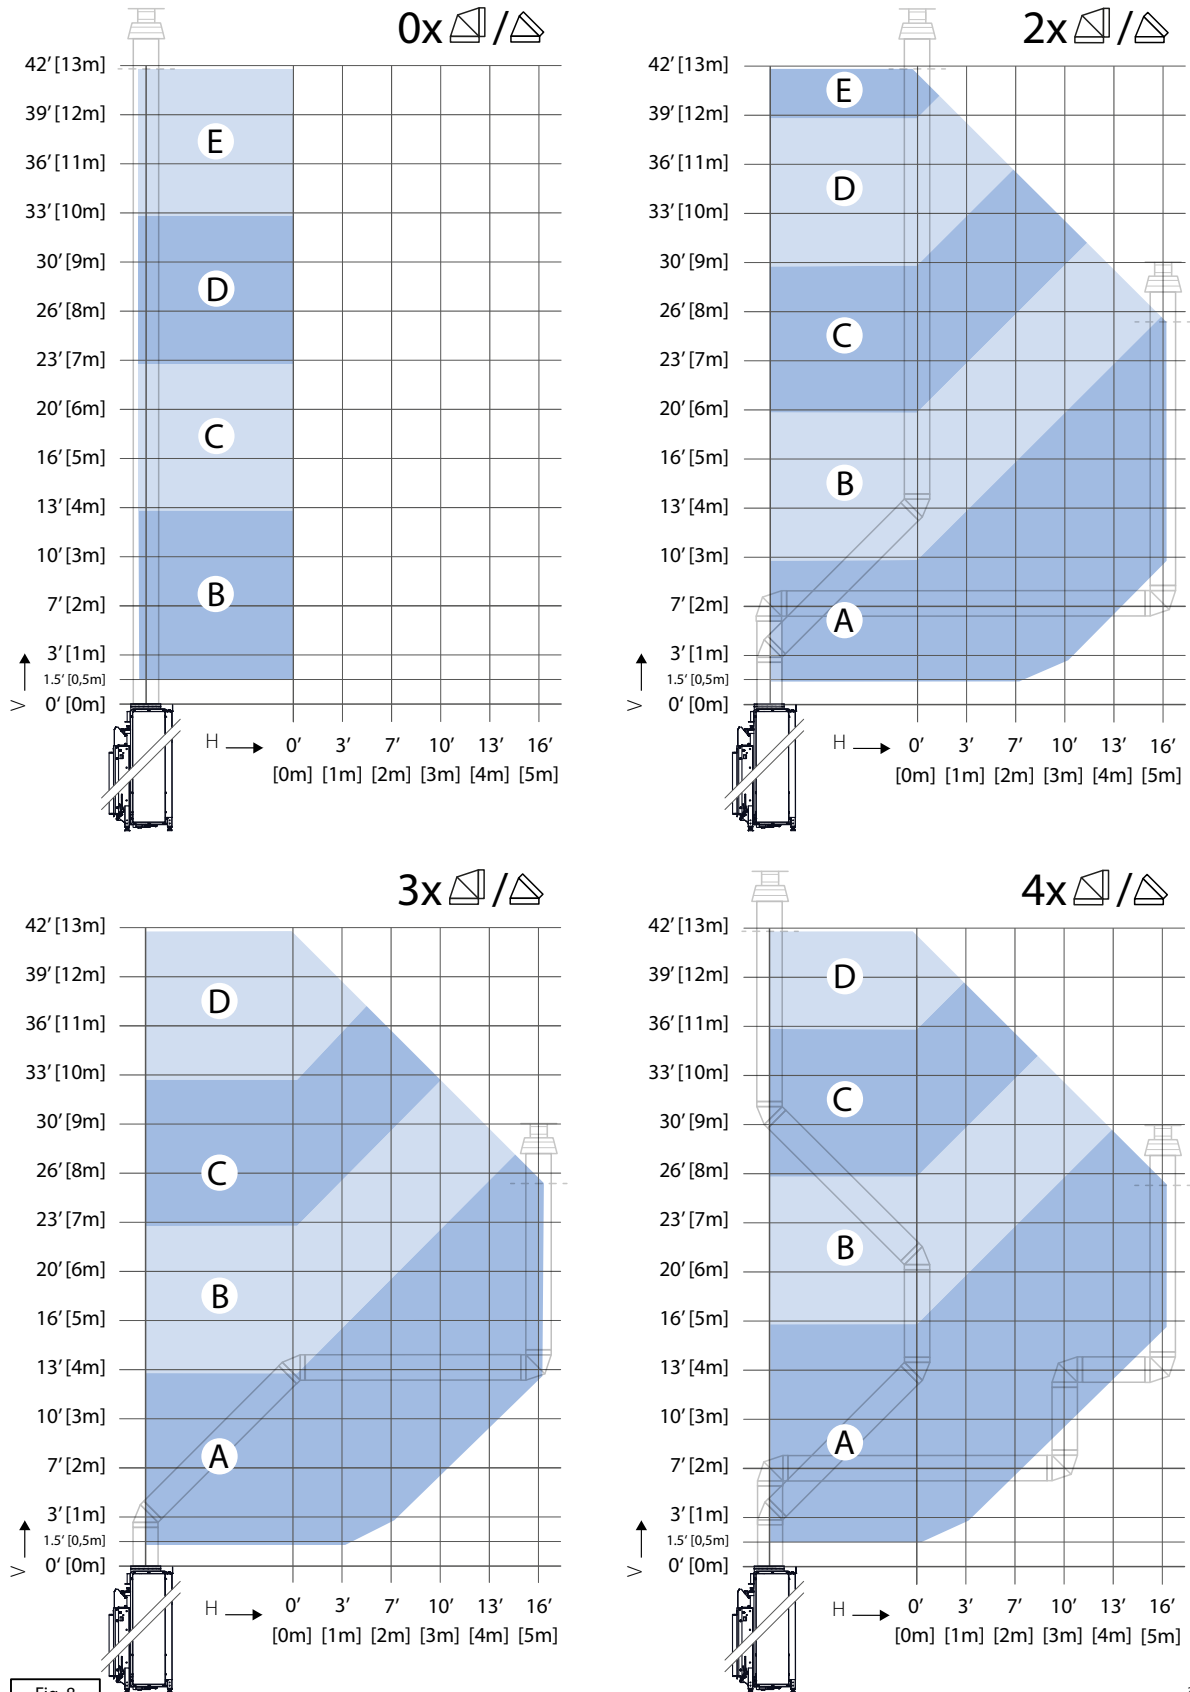 0x /
42′ [13m]
39′ [12m]
36′ [11m]
33′ [10m]
30′ [9m]
26′ [8m]
23′ [7m]
20′ [6m]
16′ [5m]
13′ [4m]
10′ [3m]
7′ [2m]
3′ [1m]
1.5′ [0,5m]
0′ [0m]
E
D
C
B
V
H
0′ 3′ 7′ 10′ 13′ 16′
[0m] [1m] [2m] [3m] [4m] [5m]
2x /
42′ [13m]
39′ [12m]
36′ [11m]
33′ [10m]
30′ [9m]
26′ [8m]
23′ [7m]
20′ [6m]
16′ [5m]
13′ [4m]
10′ [3m]
7′ [2m]
3′ [1m]
1.5′ [0,5m]
0′ [0m]
E
D
C
B
A
V
H
0′ 3′ 7′ 10′ 13′ 16′
[0m] [1m] [2m] [3m] [4m] [5m]
3x /
42′ [13m]
39′ [12m]
36′ [11m]
33′ [10m]
30′ [9m]
26′ [8m]
23′ [7m]
20′ [6m]
16′ [5m]
13′ [4m]
10′ [3m]
7′ [2m]
3′ [1m]
1.5′ [0,5m]
0′ [0m]
D
C
B
A
V
H
0′ 3′ 7′ 10′ 13′ 16′
[0m] [1m] [2m] [3m] [4m] [5m]
4x /
42′ [13m]
39′ [12m]
36′ [11m]
33′ [10m]
30′ [9m]
26′ [8m]
23′ [7m]
20′ [6m]
16′ [5m]
13′ [4m]
10′ [3m]
7′ [2m]
3′ [1m]
1.5′ [0,5m]
0′ [0m]
D
C
B
A
V
H
0′ 3′ 7′ 10′ 13′ 16′
[0m] [1m] [2m] [3m] [4m] [5m]